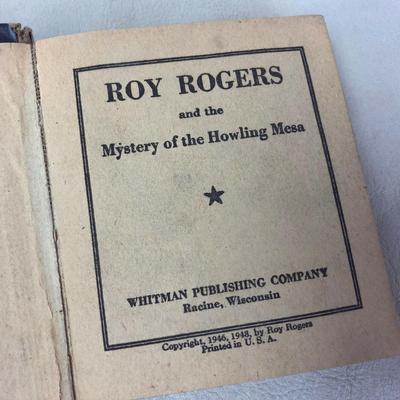 ROY ROGERS
and the
Mystery of the Howling Mesa
WHITMAN PUBLISHING COMPANY
Racine, Wisconsin
Copyright, 1946, 1948, by Roy Rogers
Printed in U. S. A.